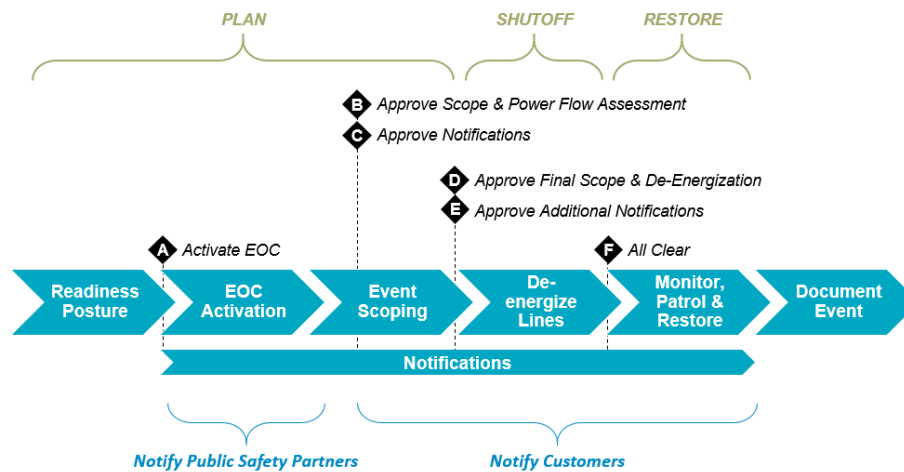 PLAN
SHUTOFF
RESTORE
B Approve Scope & Power Flow Assessment
C Approve Notifications
D Approve Final Scope & De-Energization
E Approve Additional Notifications
A Activate EOC
F All Clear
Readiness
Posture
EOC
Activation
Event
Scoping
De-
energize
Lines
Monitor,
Patrol &
Restore
Document
Event
Notifications
Notify Public Safety Partners
Notify Customers